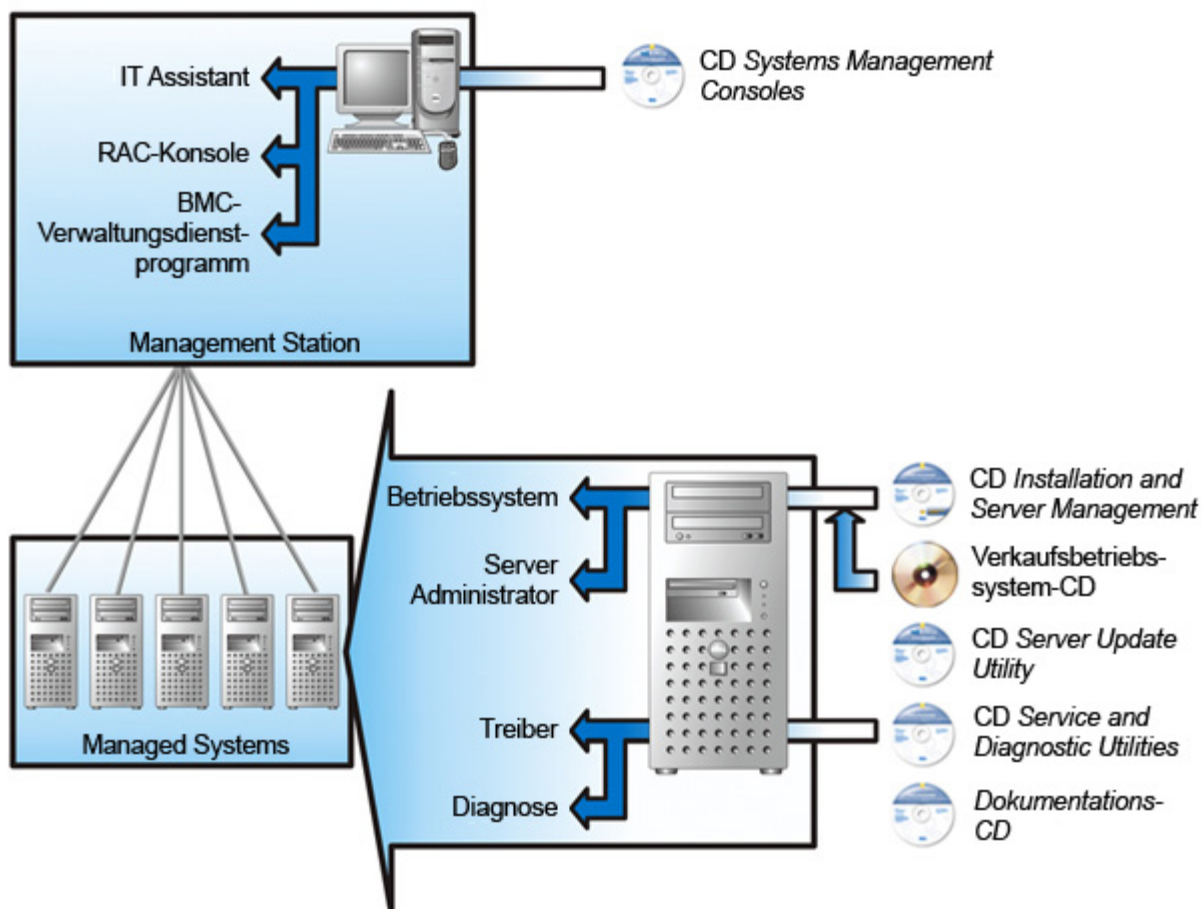 IT Assistant
RAC-Konsole
BMC-
Verwaltungsdienst-
programm
Management Station
CD Systems Management
Consoles
Betriebssystem
Server
Administrator
Treiber
Diagnose
Managed Systems
CD Installation and
Server Management
Verkaufsbetriebs-
system-CD
CD Server Update
Utility
CD Service and
Diagnostic Utilities
Dokumentations-
CD